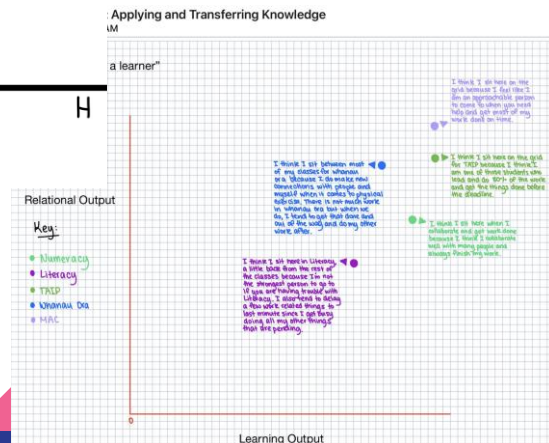 : Applying and Transferring Knowledge
AM
a learner"
H
I think I sit here on the
grid because I feel like I
am an approachable person
to come to when you need
help and get most of my
work done on time.
I think I sit between most
of my classes for whanau
ora because I do make new
connections with people and
myself when it comes to physical
exercise. There is not much work
in whanau ora but when we
do, I tend to get that done and
out of the way and do my other
work after.
I think I sit here on the grid
for TAIP because I think I
am one of those students who
lead and do 80% of the work
and get the things done before
the deadline.
I think I sit here when I
collaborate and get work done
because I think I collaborate
well with many people and
always finish my work.
I think I sit here in Literacy
a little back from the rest of
the classes because I'm not
the strongest person to go to
if you are having trouble with
Literacy. I also tend to delay
a few work related things to
last minute since I get busy
doing all my other things
that are pending.
Relational Output
Key:
Numeracy
Literacy
TAIP
Whanau Ora
MAC
0
Learning Output